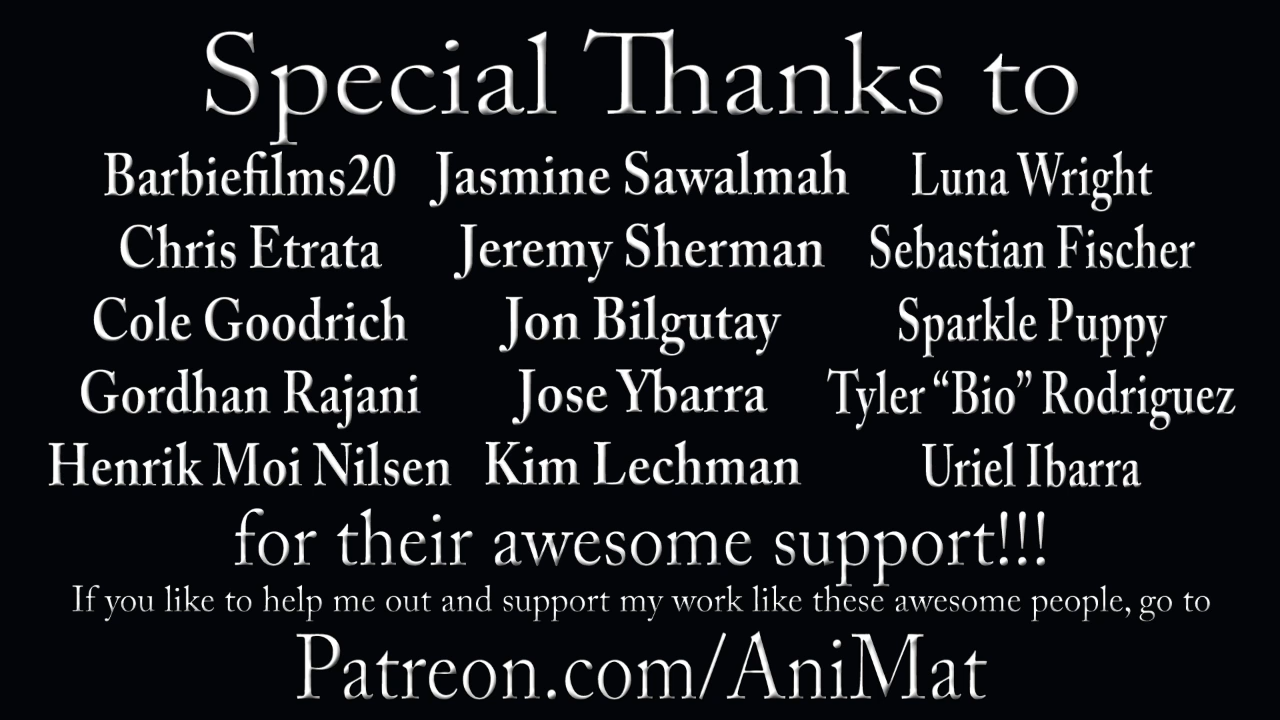 Special Thanks to
Barbiefilms20 Jasmine Sawalmah Luna Wright
Chris Etrata Jeremy Sherman Sebastian Fischer
Cole Goodrich Jon Bilgutay Sparkle Puppy
Gordhan Rajani Jose Ybarra Tyler “Bio” Rodriguez
Henrik Moi Nilsen Kim Lechman Uriel Ibarra
for their awesome support!!!
If you like to help me out and support my work like these awesome people, go to
Patreon.com/AniMat